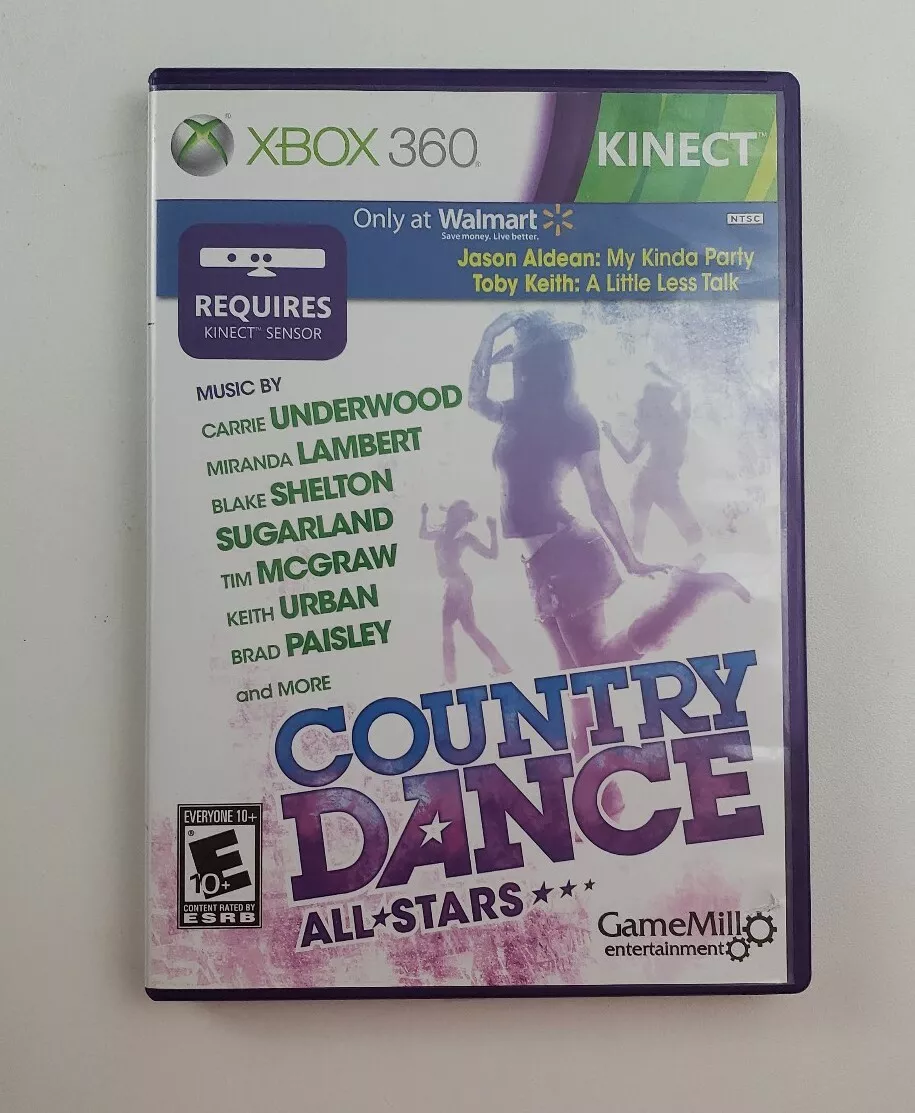 XBOX 360®
KINECT™
Only at Walmart
Save money. Live better.
NTSC
Jason Aldean: My Kinda Party
Toby Keith: A Little Less Talk
REQUIRES
KINECT™ SENSOR
MUSIC BY
CARRIE UNDERWOOD
MIRANDA LAMBERT
BLAKE SHELTON
SUGARLAND
TIM MCGRAW
KEITH URBAN
BRAD PAISLEY
and MORE
COUNTRY
DANCE
ALL★STARS ★★★
EVERYONE 10+
E
10+
CONTENT RATED BY
ESRB
GameMill
entertainment